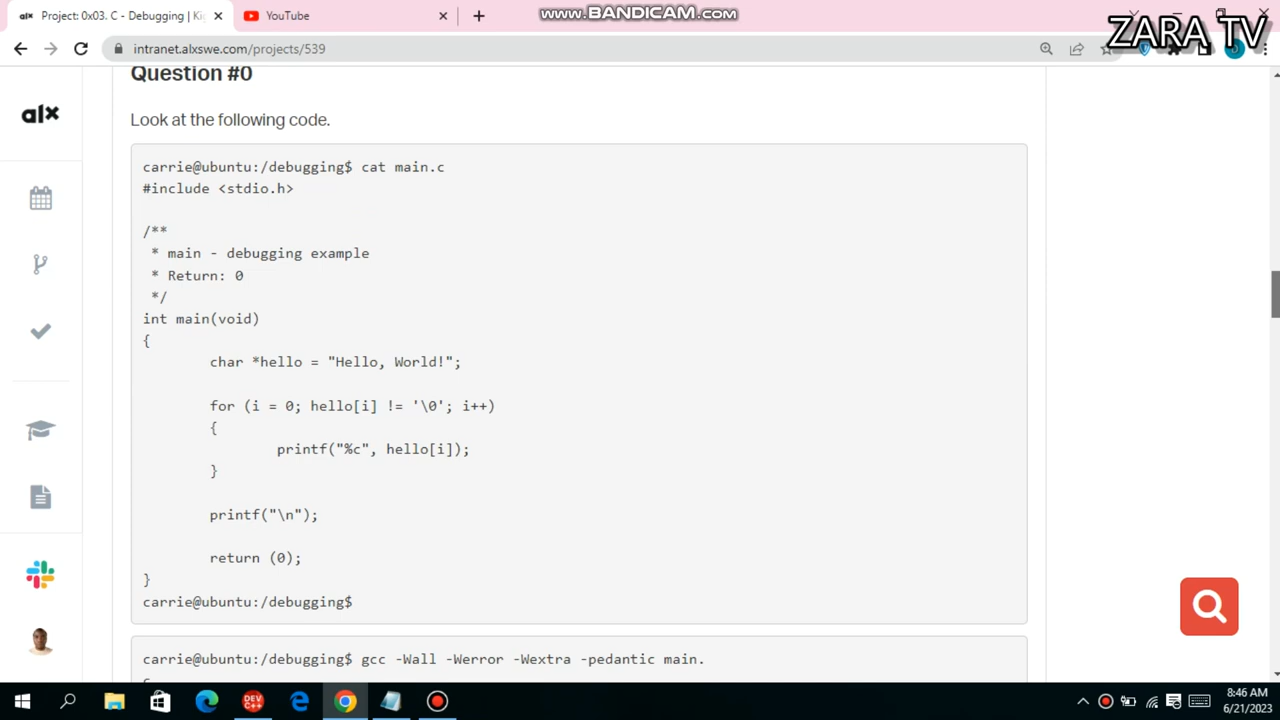 Project: 0x03. C - Debugging | Ki
YouTube
www.BANDICAM.com
ZARA TV
intranet.alxswe.com/projects/539
Question #0
alx
Look at the following code.
carrie@ubuntu:/debugging$ cat main.c
#include <stdio.h>
/**
* main - debugging example
* Return: 0
*/
int main(void)
{
char *hello = "Hello, World!";
for (i = 0; hello[i] != '\0'; i++)
{
printf("%c", hello[i]);
}
printf("\n");
return (0);
}
carrie@ubuntu:/debugging$
carrie@ubuntu:/debugging$ gcc -Wall -Werror -Wextra -pedantic main.
8:46 AM
6/21/2023